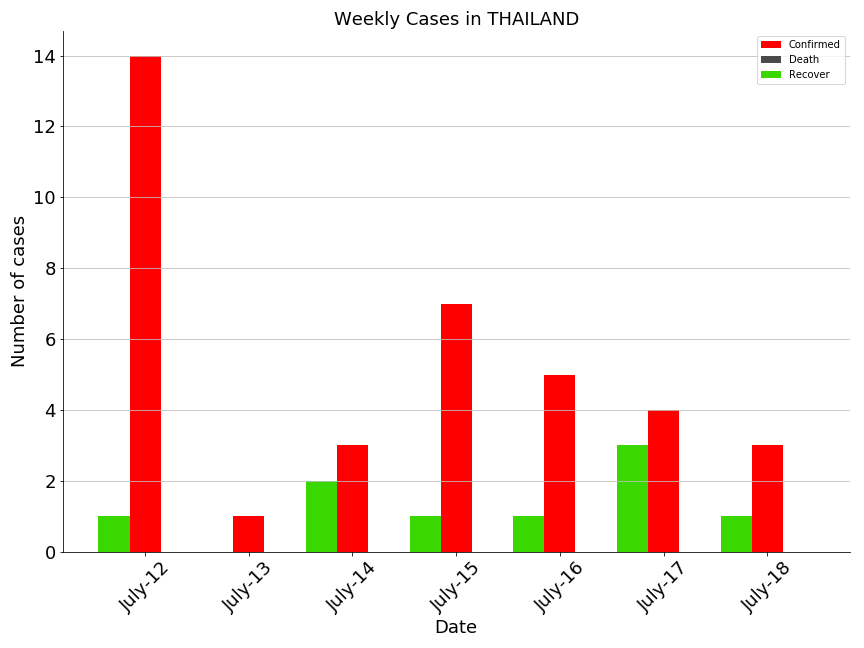 Weekly Cases in THAILAND
Confirmed
Death
Recover
Number of cases
14
12
10
8
6
4
2
0
July-12
July-13
July-14
July-15
July-16
July-17
July-18
Date